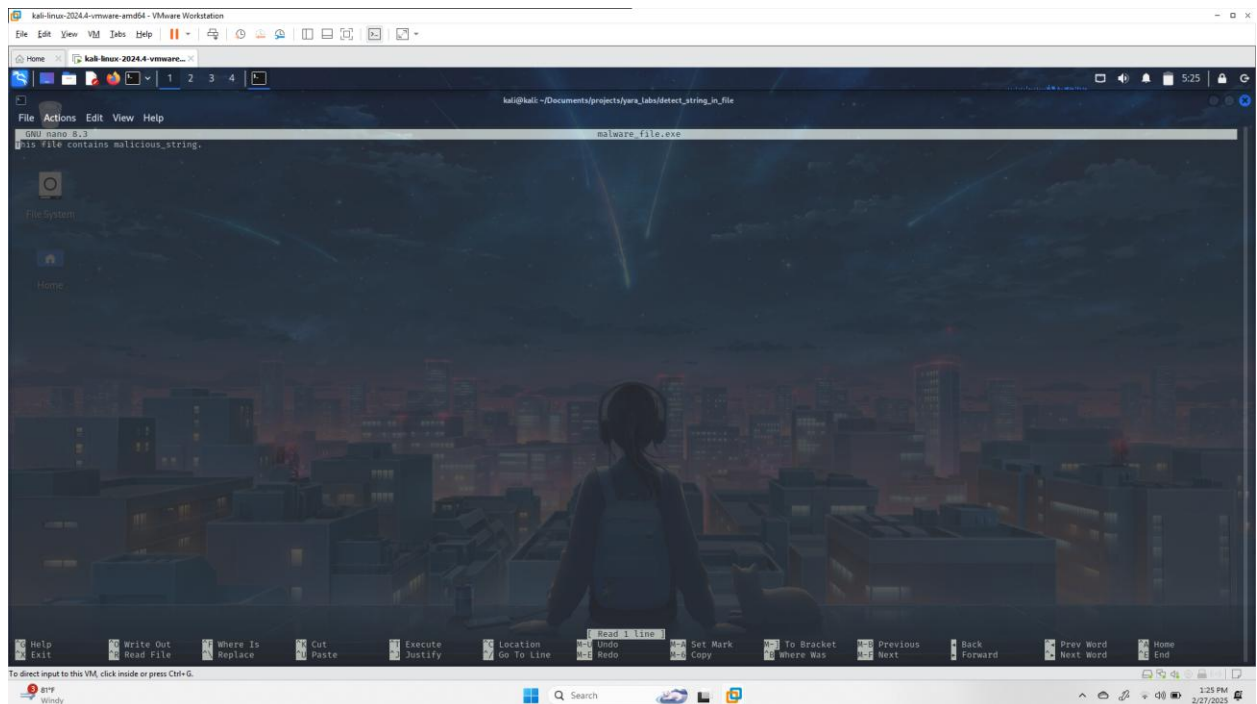 kali-linux-2024.4-vmware-amd64 - VMware Workstation
File Edit View VM Tabs Help
Home kali-linux-2024.4-vmware...
1 2 3 4 5:25
kali@kali: ~/Documents/projects/yara_labs/detect_string_in_file
File Actions Edit View Help
GNU nano 8.3 malware_file.exe
This file contains malicious_string.
File System
Home
[ Read 1 line ]
^G Help ^O Write Out ^F Where Is ^K Cut ^T Execute ^C Location M-U Undo M-A Set Mark M-] To Bracket M-B Previous Back Prev Word ^A Home
^X Exit ^R Read File ^\ Replace ^U Paste ^J Justify ^/ Go To Line M-E Redo M-6 Copy ^B Where Was M-F Next Forward Next Word ^E End
To direct input to this VM, click inside or press Ctrl+G.
3 81°F Search 1:25 PM
Windy 2/27/2025